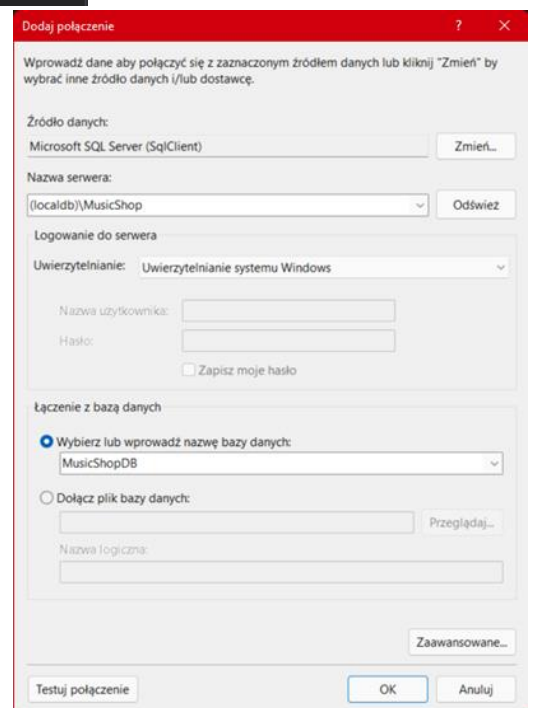 Dodaj połączenie
Wprowadź dane aby połączyć się z zaznaczonym źródłem danych lub kliknij "Zmień" by
wybrać inne źródło danych i/lub dostawcę.
Źródło danych:
Microsoft SQL Server (SqlClient)
Zmień...
Nazwa serwera:
(localdb)\MusicShop
Odśwież
Logowanie do serwera
Uwierzytelnianie:
Uwierzytelnianie systemu Windows
Nazwa użytkownika:
Hasło:
Zapisz moje hasło
Łączenie z bazą danych
Wybierz lub wprowadź nazwę bazy danych:
MusicShopDB
Dołącz plik bazy danych:
Przeglądaj...
Nazwa logiczna:
Zaawansowane...
Testuj połączenie
OK
Anuluj